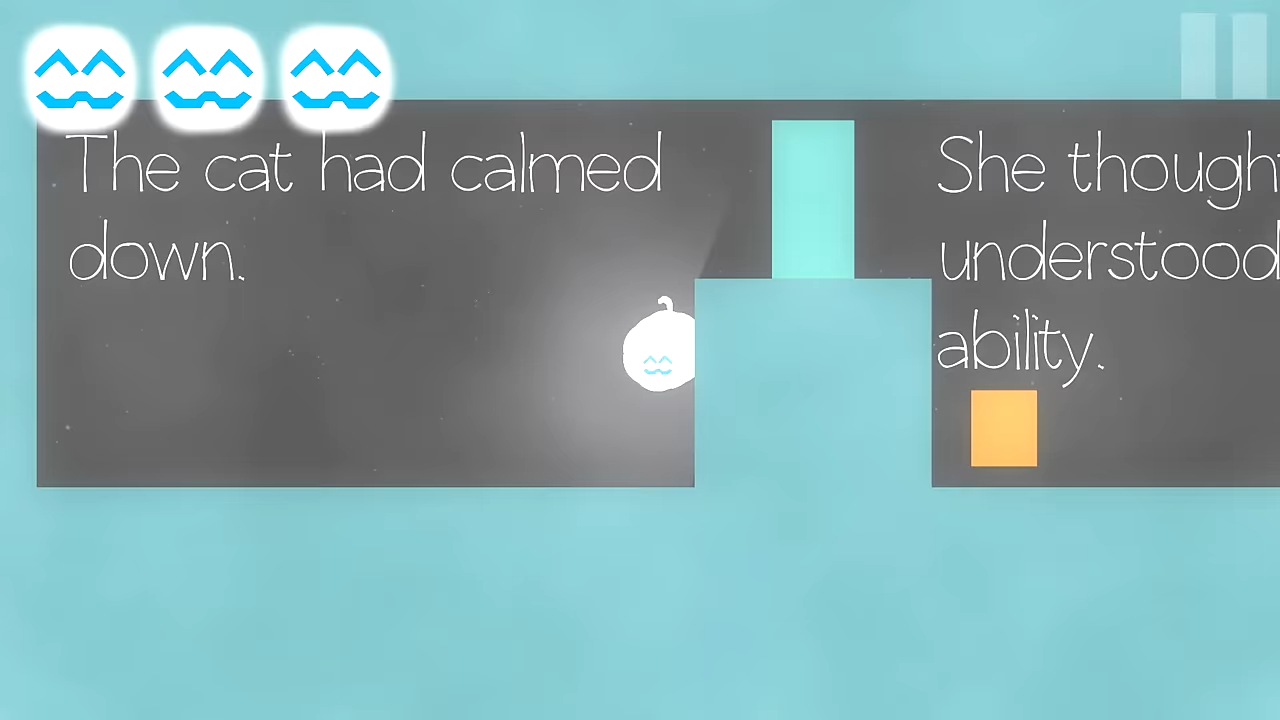 The cat had calmed
down.
She though
understood
ability.